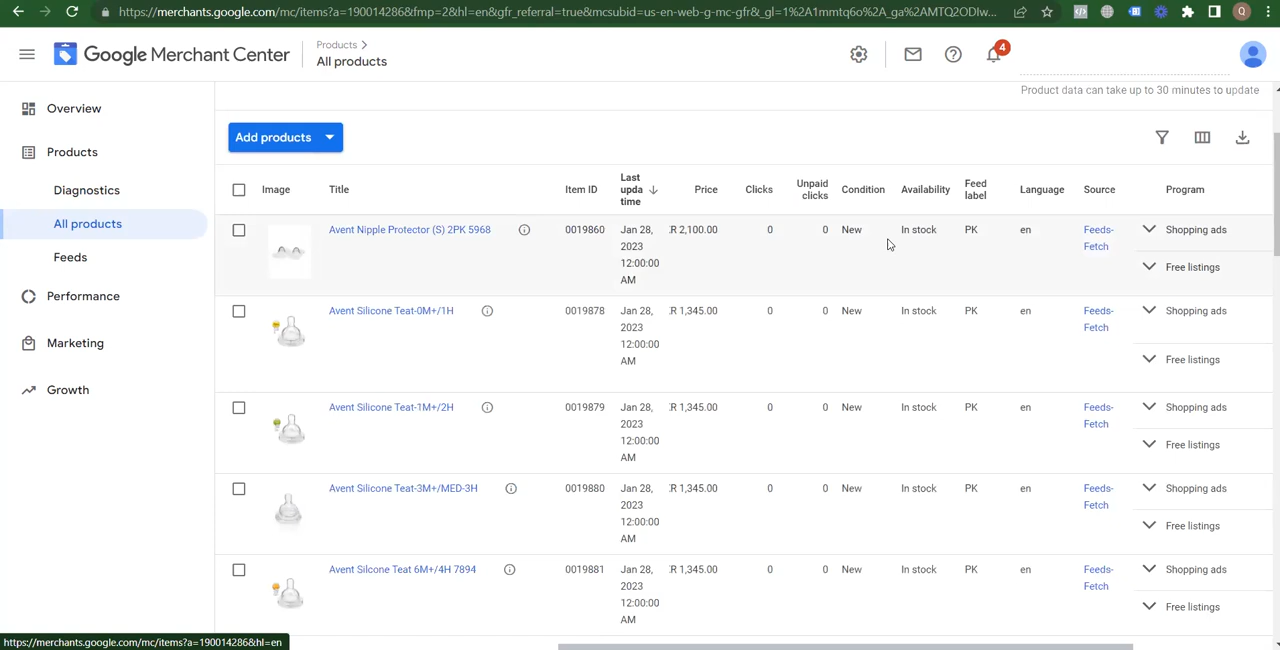 https://merchants.google.com/mc/items?a=190014286&fmp=2&hl=en&gfr_referral=true&mcsubid=us-en-web-g-mc-gfr&_gl=1%2A1mmtq6o%2A_ga%2AMTQ2ODIw...
Q
Google Merchant Center
Products
All products
4
Product data can take up to 30 minutes to update
Overview
Products
Diagnostics
All products
Feeds
Performance
Marketing
Growth
Add products
Image Title Item ID Last upda time Price Clicks Unpaid clicks Condition Availability Feed label Language Source Program
Avent Nipple Protector (S) 2PK 5968 0019860 Jan 28, 2023 12:00:00 AM R 2,100.00 0 0 New In stock PK en Feeds-Fetch Shopping ads
Free listings
Avent Silicone Teat-0M+/1H 0019878 Jan 28, 2023 12:00:00 AM R 1,345.00 0 0 New In stock PK en Feeds-Fetch Shopping ads
Free listings
Avent Silicone Teat-1M+/2H 0019879 Jan 28, 2023 12:00:00 AM R 1,345.00 0 0 New In stock PK en Feeds-Fetch Shopping ads
Free listings
Avent Silicone Teat-3M+/MED-3H 0019880 Jan 28, 2023 12:00:00 AM R 1,345.00 0 0 New In stock PK en Feeds-Fetch Shopping ads
Free listings
Avent Silcone Teat 6M+/4H 7894 0019881 Jan 28, 2023 12:00:00 AM R 1,345.00 0 0 New In stock PK en Feeds-Fetch Shopping ads
Free listings
https://merchants.google.com/mc/items?a=190014286&hl=en